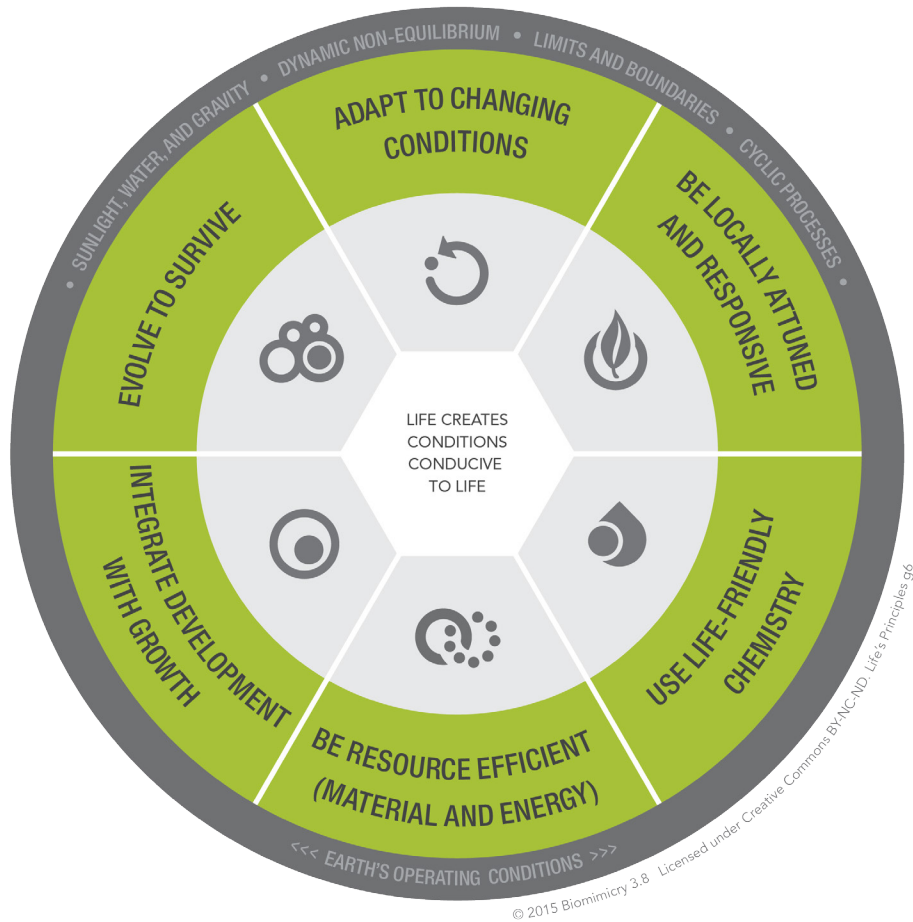 • SUNLIGHT, WATER, AND GRAVITY • DYNAMIC NON-EQUILIBRIUM • LIMITS AND BOUNDARIES • CYCLIC PROCESSES •
ADAPT TO CHANGING
CONDITIONS
BE LOCALLY ATTUNED
AND RESPONSIVE
USE LIFE-FRIENDLY
CHEMISTRY
BE RESOURCE EFFICIENT
(MATERIAL AND ENERGY)
INTEGRATE DEVELOPMENT
WITH GROWTH
EVOLVE TO SURVIVE
LIFE CREATES
CONDITIONS
CONDUCIVE
TO LIFE
<<< EARTH'S OPERATING CONDITIONS >>>
© 2015 Biomimicry 3.8 Licensed under Creative Commons BY-NC-ND. Life's Principles g6